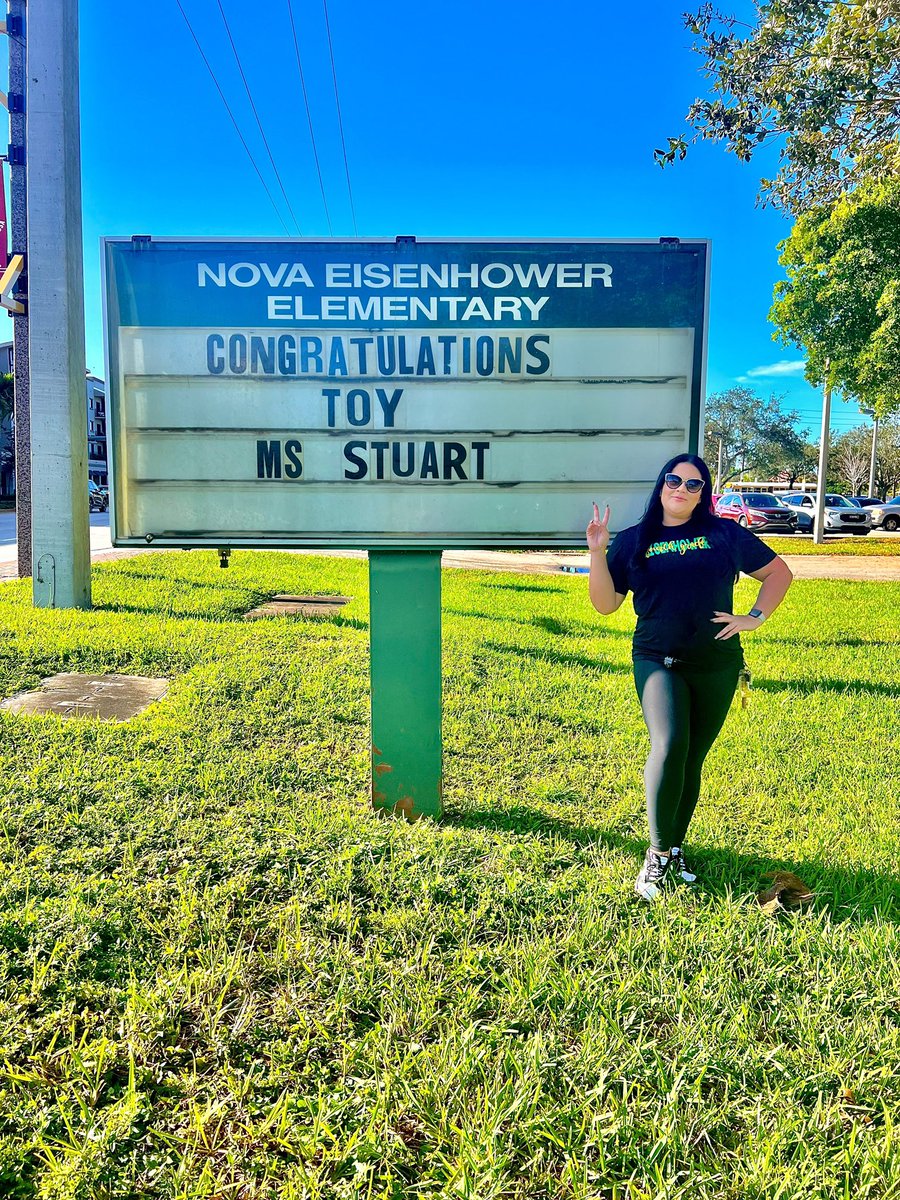 NOVA EISENHOWER
ELEMENTARY
CONGRATULATIONS
TOY
MS STUART